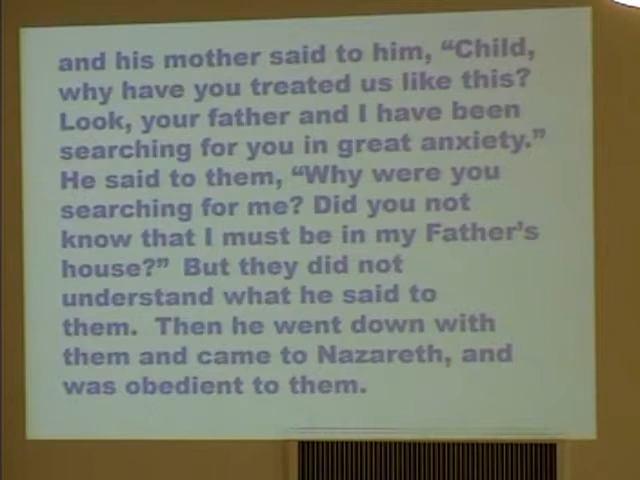 and his mother said to him, “Child,
why have you treated us like this?
Look, your father and I have been
searching for you in great anxiety.”
He said to them, “Why were you
searching for me? Did you not
know that I must be in my Father’s
house?” But they did not
understand what he said to
them. Then he went down with
them and came to Nazareth, and
was obedient to them.